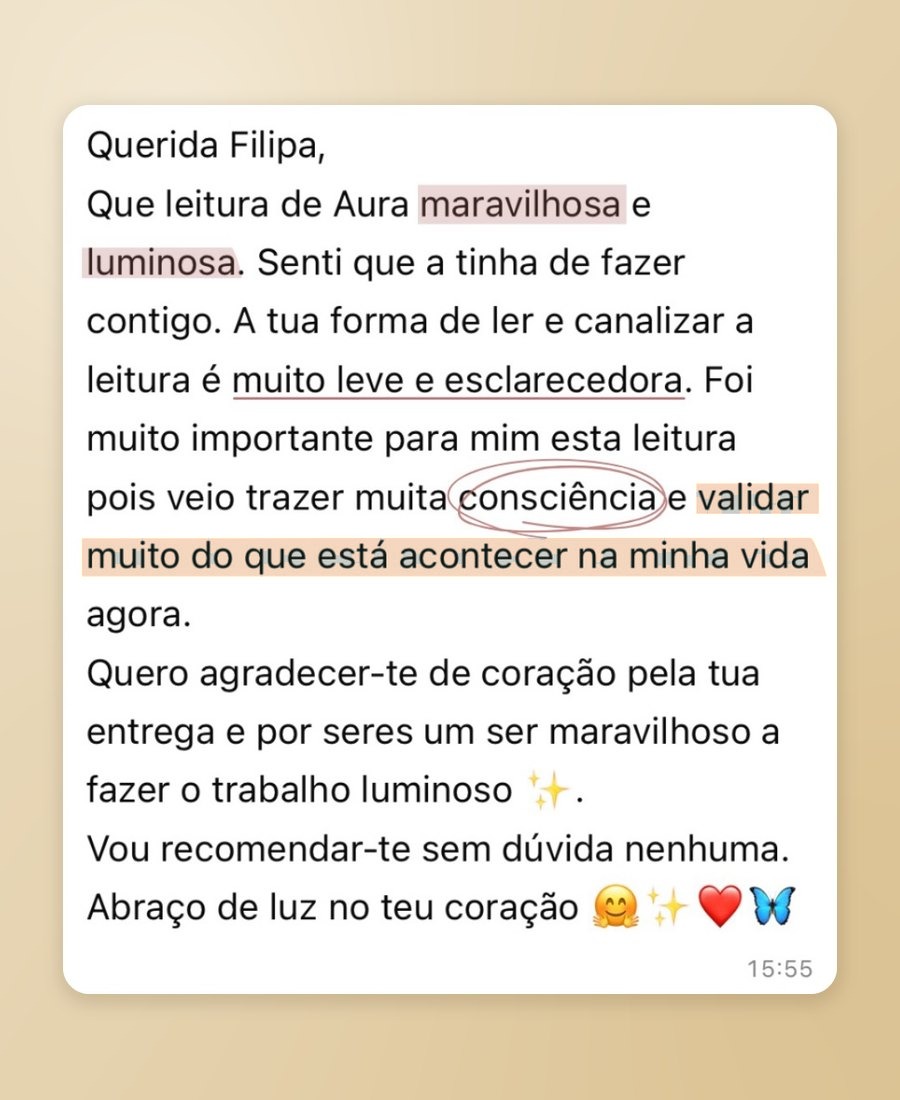 Querida Filipa,
Que leitura de Aura maravilhosa e
luminosa. Senti que a tinha de fazer
contigo. A tua forma de ler e canalizar a
leitura é muito leve e esclarecedora. Foi
muito importante para mim esta leitura
pois veio trazer muita consciência e validar
muito do que está acontecer na minha vida
agora.
Quero agradecer-te de coração pela tua
entrega e por seres um ser maravilhoso a
fazer o trabalho luminoso ✨.
Vou recomendar-te sem dúvida nenhuma.
Abraço de luz no teu coração 🤗✨❤️🦋
15:55